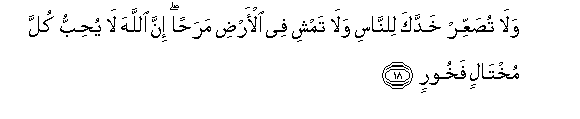 وَلَا تُصَعِّرْ خَدَّكَ لِلنَّاسِ وَلَا تَمْشِ فِى ٱلْأَرْضِ مَرَحًا ۖ إِنَّ ٱللَّهَ لَا يُحِبُّ كُلَّ
مُخْتَالٍ فَخُورٍ ١٨